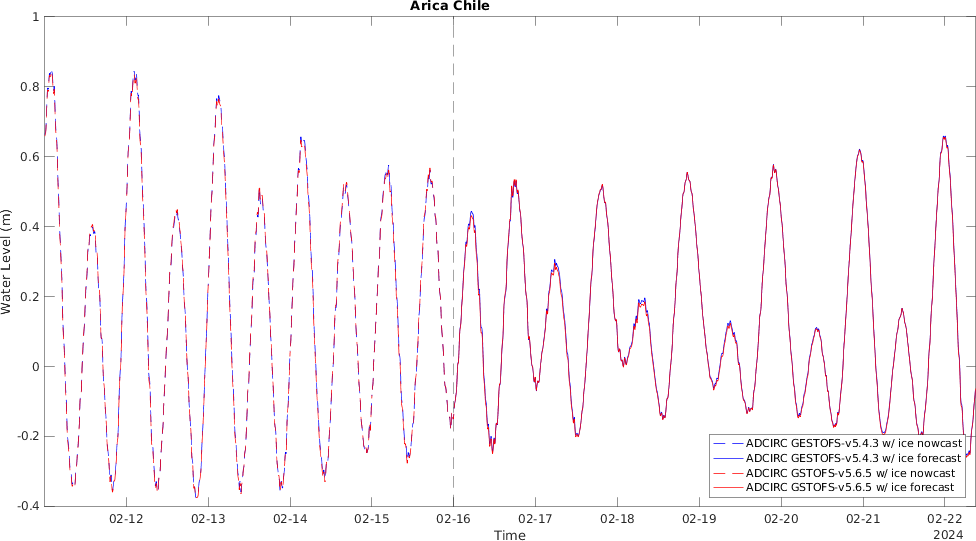 Arica Chile
Water Level (m)
1
0.8
0.6
0.4
0.2
0
-0.2
-0.4
ADCIRC GESTOFS-v5.4.3 w/ ice nowcast
ADCIRC GESTOFS-v5.4.3 w/ ice forecast
ADCIRC GSTOFS-v5.6.5 w/ ice nowcast
ADCIRC GSTOFS-v5.6.5 w/ ice forecast
02-12 02-13 02-14 02-15 02-16 02-17 02-18 02-19 02-20 02-21 02-22
2024
Time